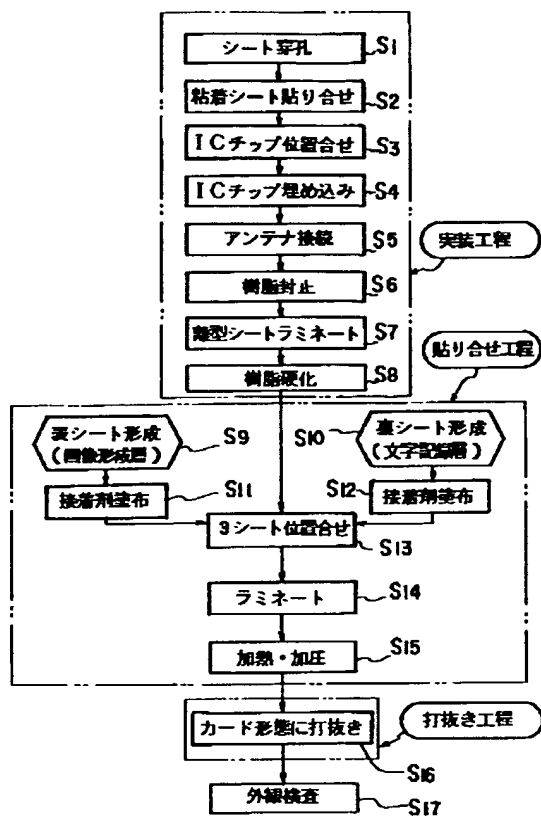 シート穿孔 S1
粘着シート貼り合せ S2
ICチップ位置合せ S3
ICチップ埋め込み S4
アンテナ接続 S5
実装工程
樹脂封止 S6
離型シートラミネート S7
貼り合せ工程
樹脂硬化 S8
表シート形成
(画像形成層) S9
S10 裏シート形成
(文字記録層)
接着剤塗布 S11
S12 接着剤塗布
3シート位置合せ S13
ラミネート S14
加熱・加圧 S15
打抜き工程
カード形態に打抜き S16
外観検査 S17